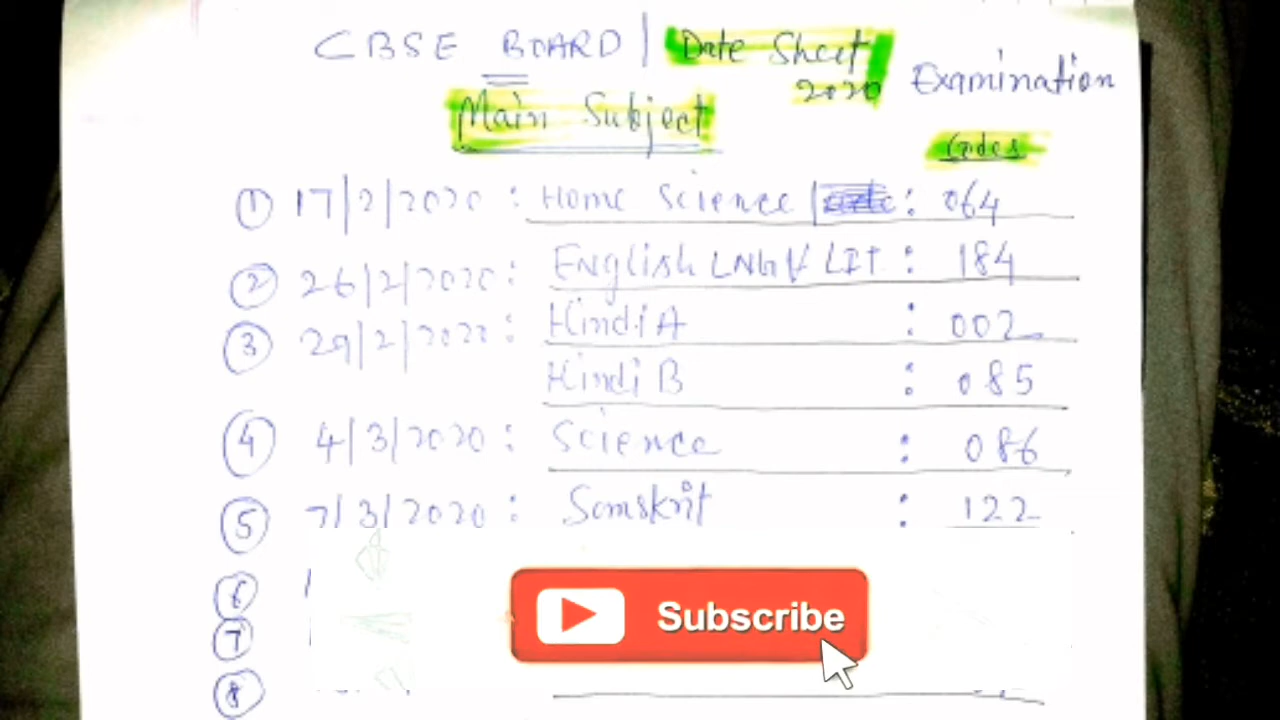 CBSE BOARD | Date Sheet 2020 Examination
Main Subject
Codes
① 17/2/2020 : Home Science | : 064
② 26/2/2020 : ENglish LNG V LIT. : 184
③ 29/2/2020 : Hindi A : 002
Hindi B : 085
④ 4/3/2020 : Science : 086
⑤ 7/3/2020 : Samskrit : 122
⑥
⑦
⑧
Subscribe